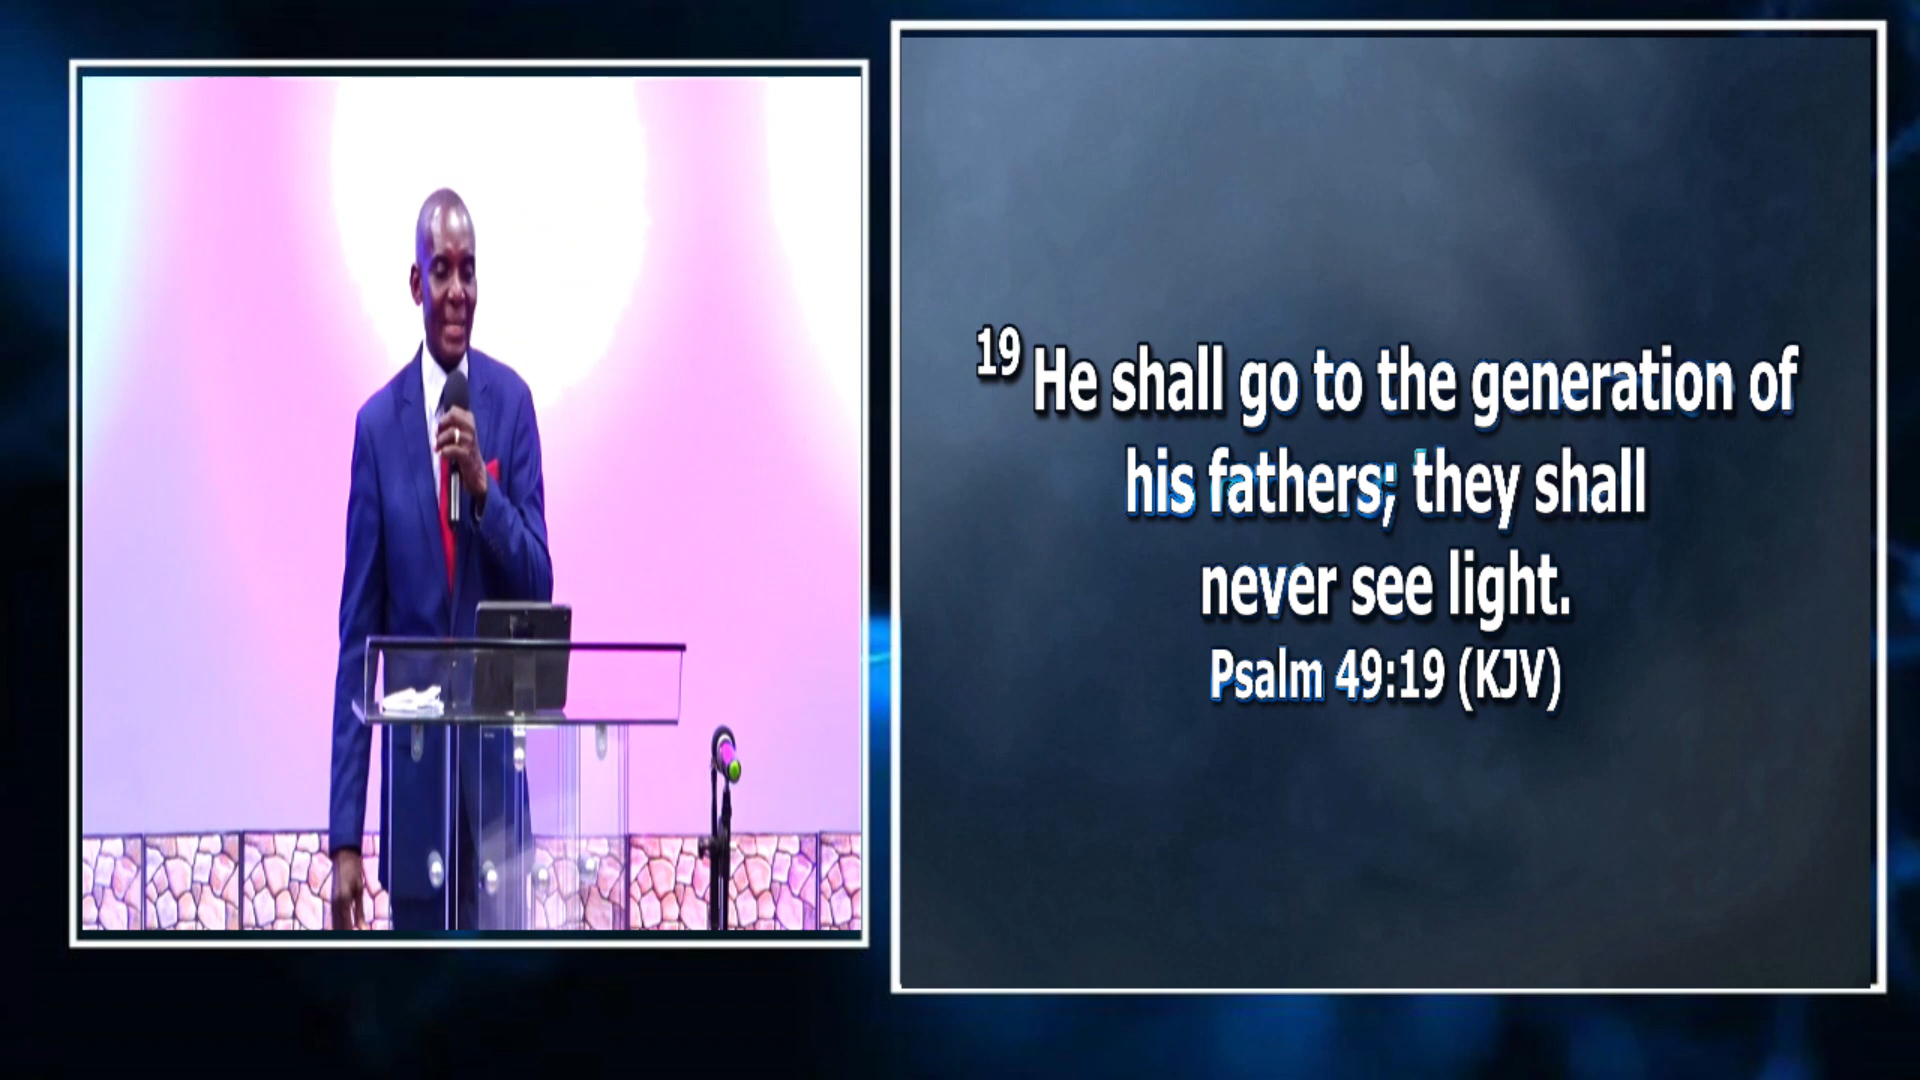 19 He shall go to the generation of
his fathers; they shall
never see light.
Psalm 49:19 (KJV)